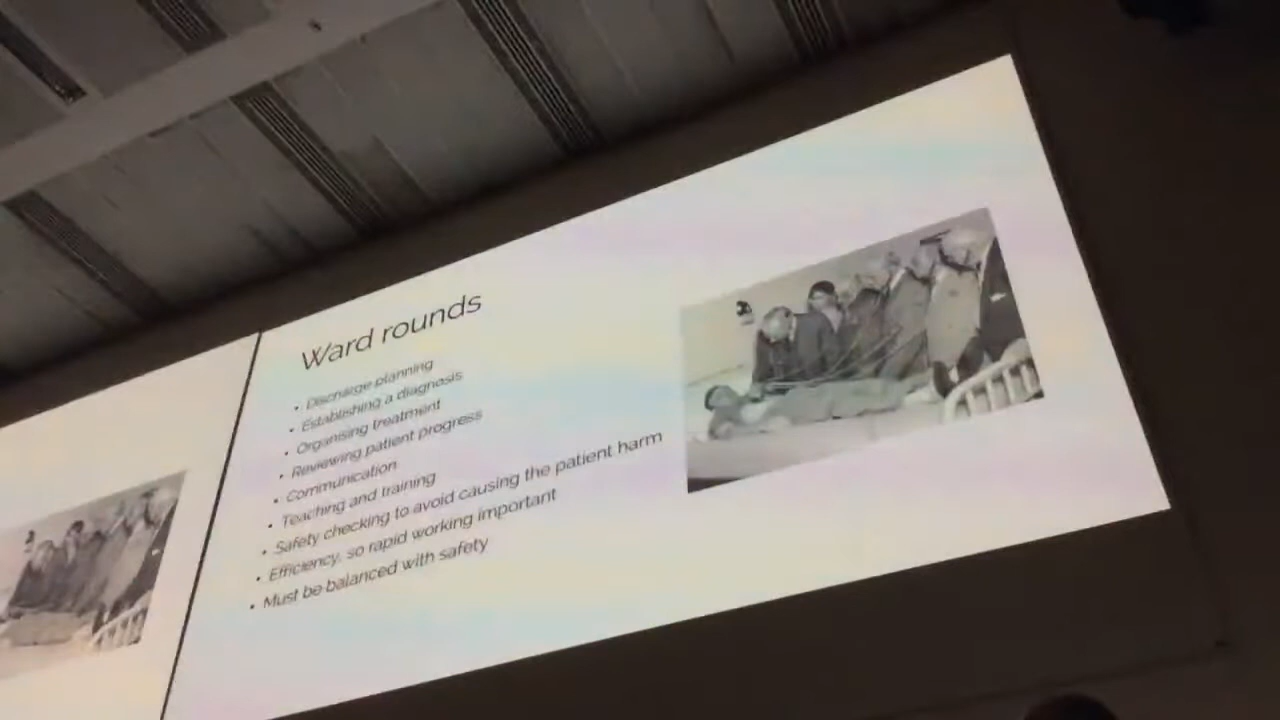 Ward rounds
• Discharge planning
• Establishing a diagnosis
• Organising treatment
• Reviewing patient progress
• Communication
• Teaching and training
• Safety checking to avoid causing the patient harm
• Efficiency, so rapid working important
• Must be balanced with safety